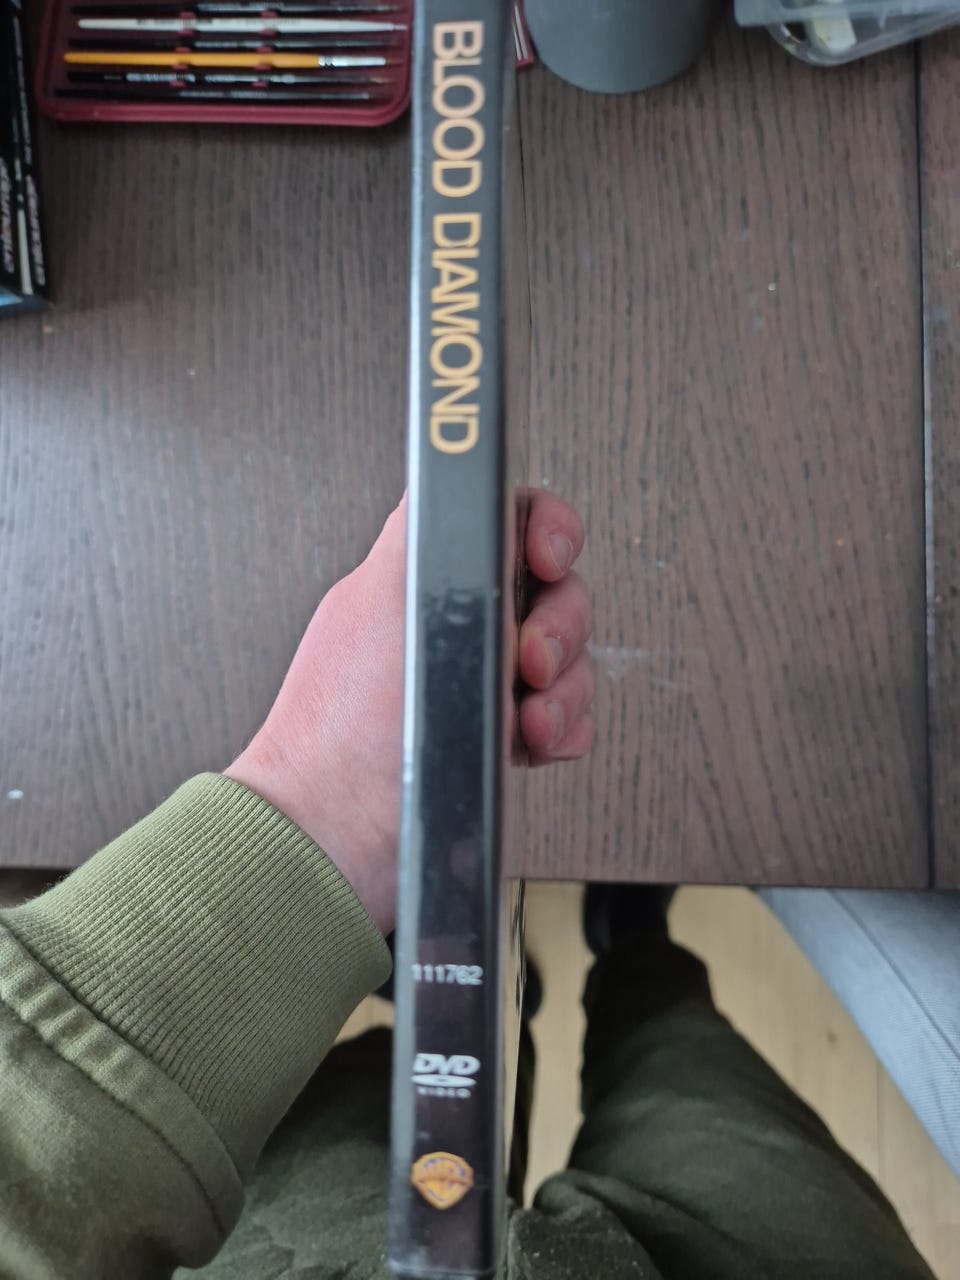 BLOOD DIAMOND
111762
DVD
VIDEO